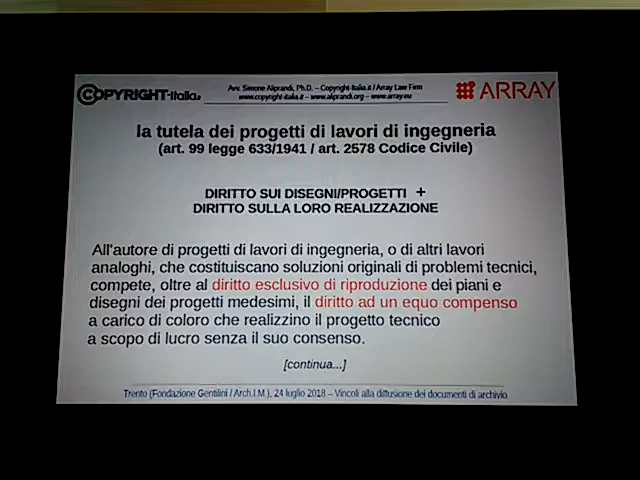 COPYRIGHT-Italia.it
Avv. Simone Aliprandi, Ph.D. – Copyright-Italia.it / Array Law Firm
www.copyright-italia.it – www.aliprandi.org – www.array.eu
ARRAY
la tutela dei progetti di lavori di ingegneria
(art. 99 legge 633/1941 / art. 2578 Codice Civile)
DIRITTO SUI DISEGNI/PROGETTI +
DIRITTO SULLA LORO REALIZZAZIONE
All'autore di progetti di lavori di ingegneria, o di altri lavori
analoghi, che costituiscano soluzioni originali di problemi tecnici,
compete, oltre al diritto esclusivo di riproduzione dei piani e
disegni dei progetti medesimi, il diritto ad un equo compenso
a carico di coloro che realizzino il progetto tecnico
a scopo di lucro senza il suo consenso.
[continua...]
Trento (Fondazione Gentilini / Arch.I.M.), 24 luglio 2018 – Vincoli alla diffusione dei documenti di archivio